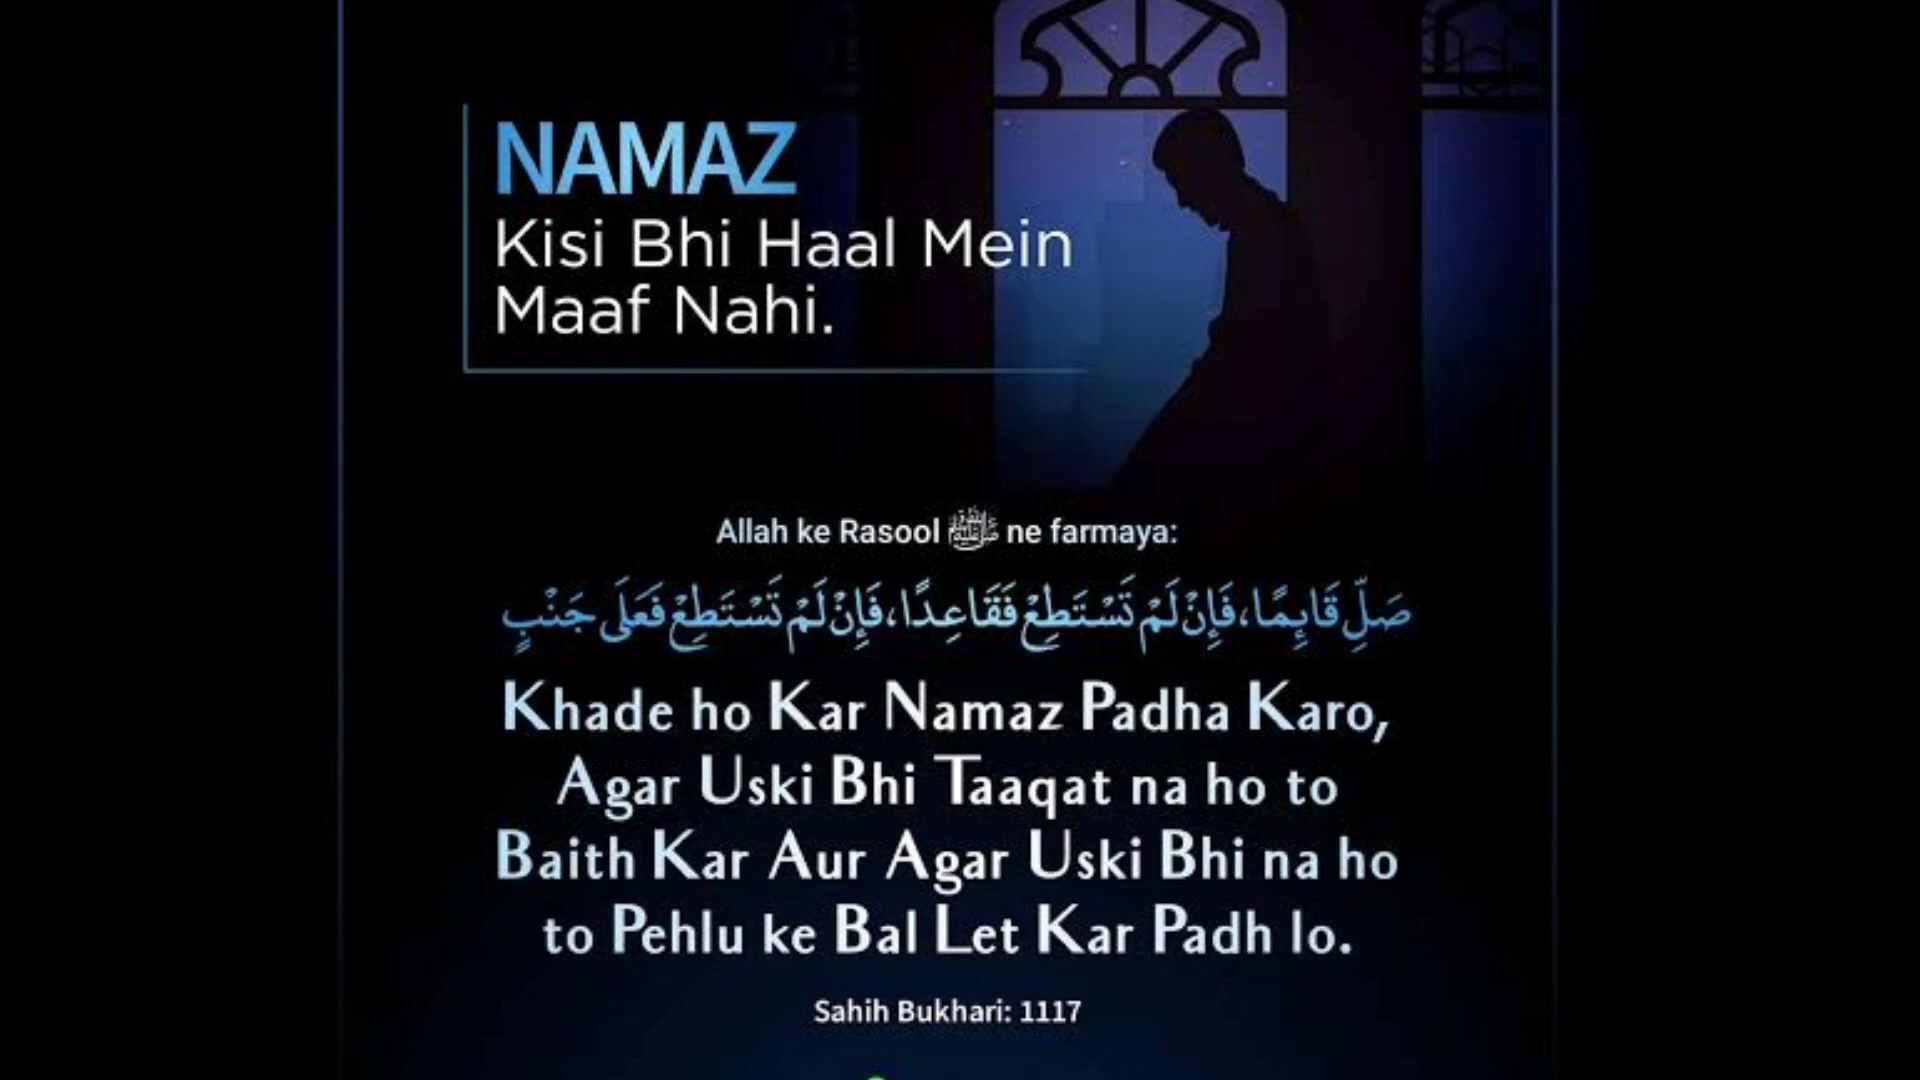 NAMAZ
Kisi Bhi Haal Mein
Maaf Nahi.
Allah ke Rasool ﷺ ne farmaya:
صَلِّ قَائِمًا، فَإِنْ لَمْ تَسْتَطِعْ فَقَاعِدًا، فَإِنْ لَمْ تَسْتَطِعْ فَعَلَى جَنْبٍ
Khade ho Kar Namaz Padha Karo,
Agar Uski Bhi Taaqat na ho to
Baith Kar Aur Agar Uski Bhi na ho
to Pehlu ke Bal Let Kar Padh lo.
Sahih Bukhari: 1117